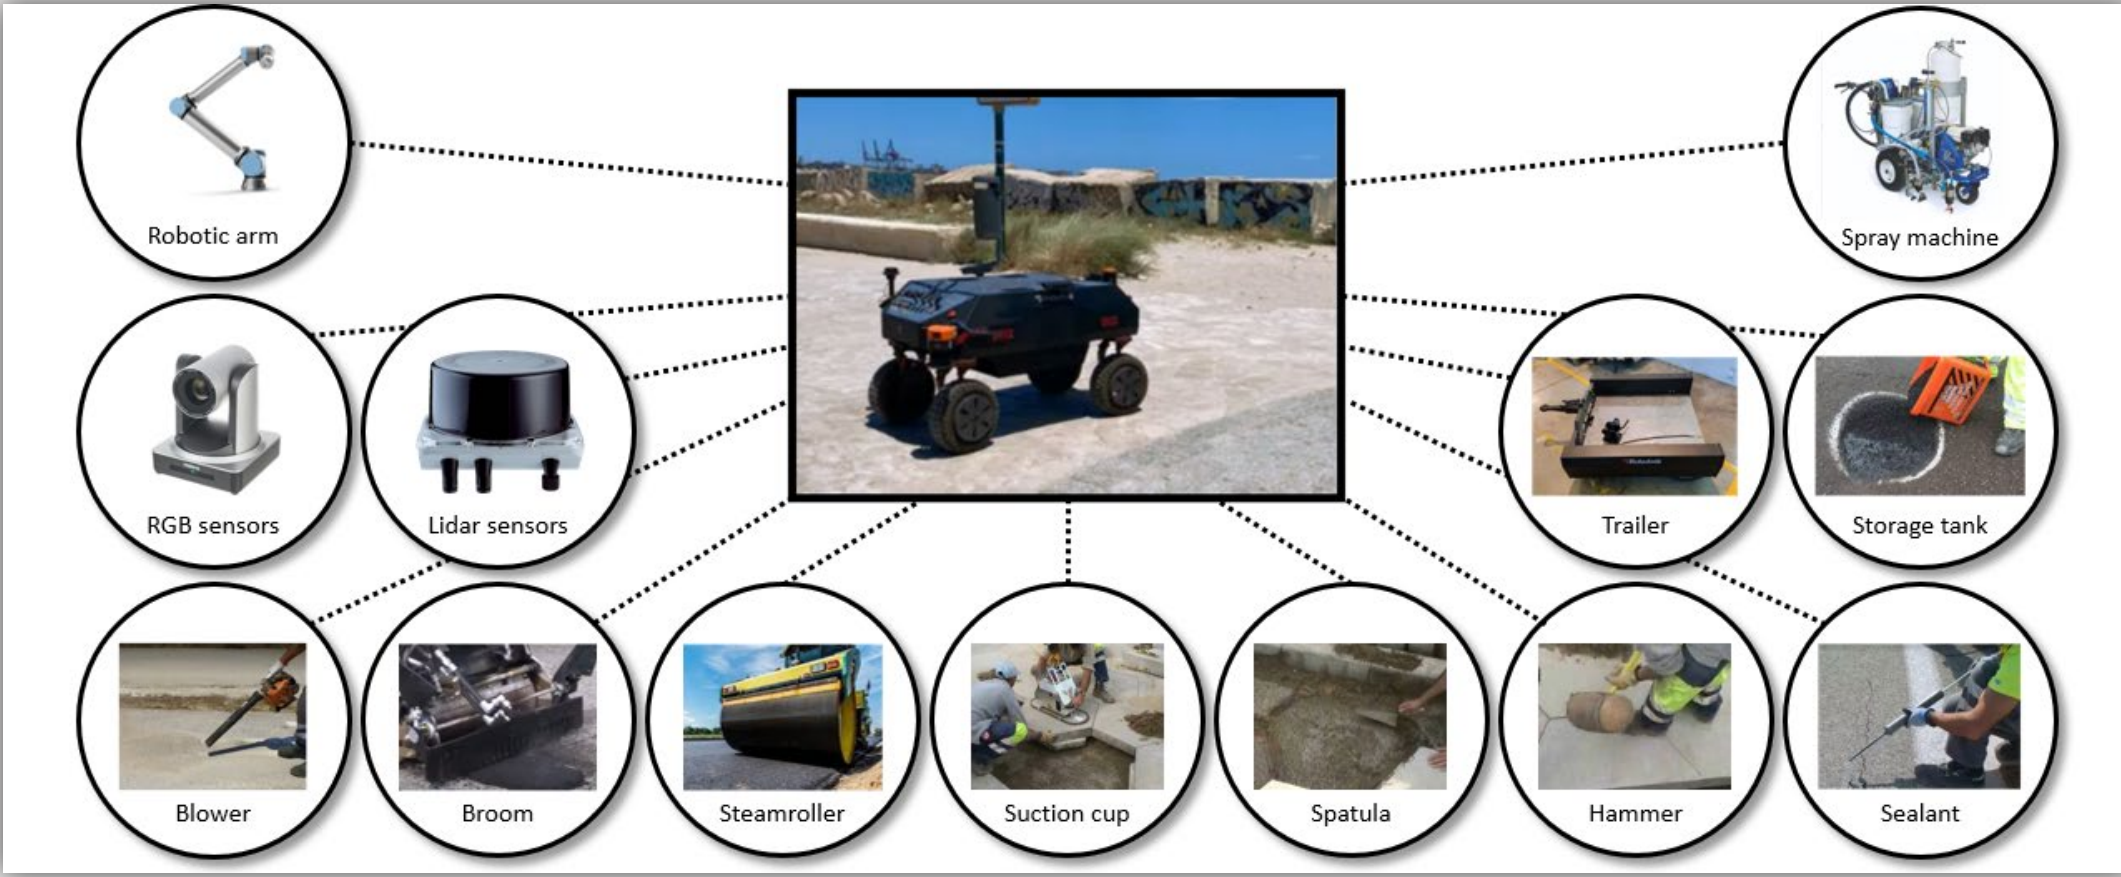 Robotic arm
Spray machine
RGB sensors
Lidar sensors
Trailer
Storage tank
Blower
Broom
Steamroller
Suction cup
Spatula
Hammer
Sealant